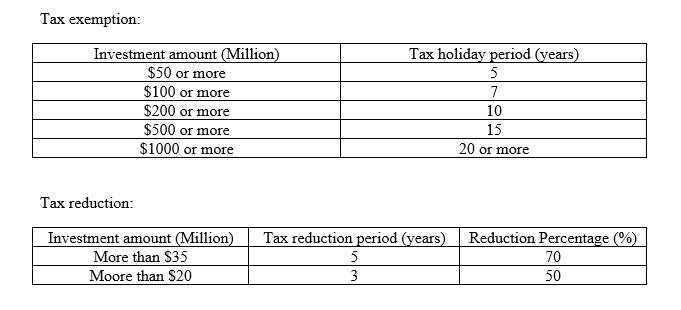 Tax exemption:
Investment amount (Million) Tax holiday period (years)
$50 or more 5
$100 or more 7
$200 or more 10
$500 or more 15
$1000 or more 20 or more
Tax reduction:
Investment amount (Million) Tax reduction period (years) Reduction Percentage (%)
More than $35 5 70
Moore than $20 3 50